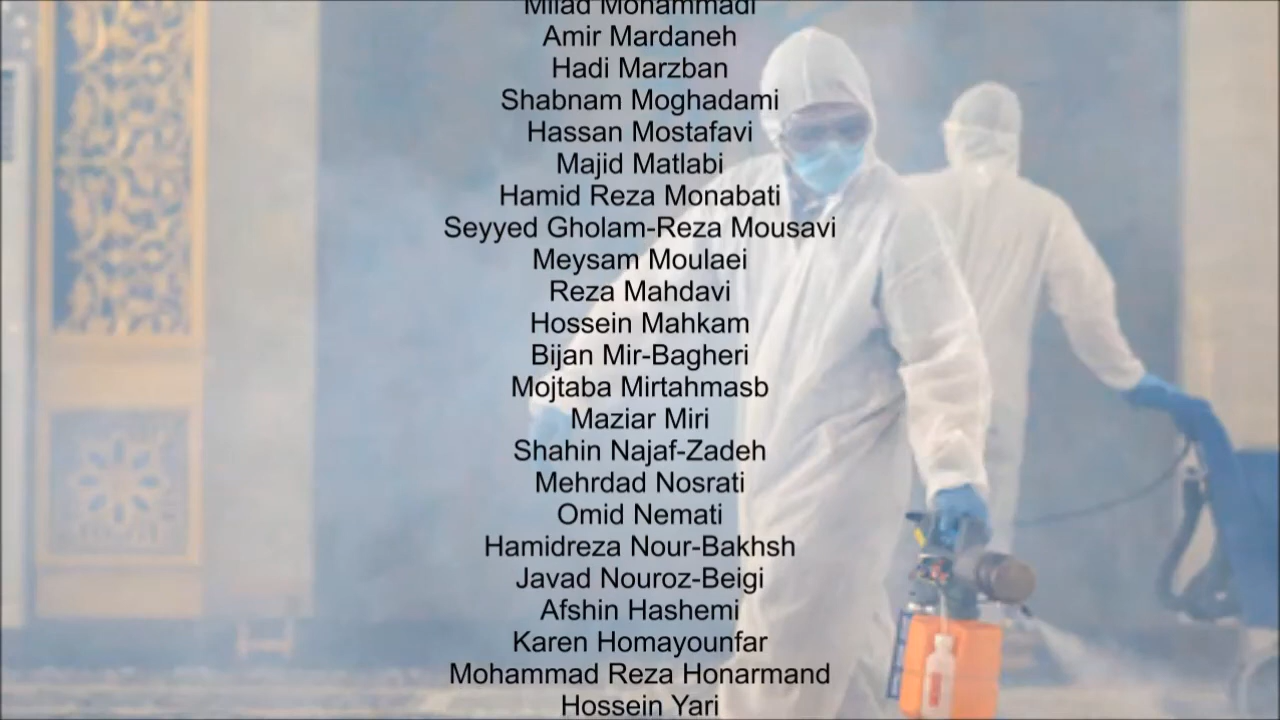 Milad Mohammadi
Amir Mardaneh
Hadi Marzban
Shabnam Moghadami
Hassan Mostafavi
Majid Matlabi
Hamid Reza Monabati
Seyyed Gholam-Reza Mousavi
Meysam Moulaei
Reza Mahdavi
Hossein Mahkam
Bijan Mir-Bagheri
Mojtaba Mirtahmasb
Maziar Miri
Shahin Najaf-Zadeh
Mehrdad Nosrati
Omid Nemati
Hamidreza Nour-Bakhsh
Javad Nouroz-Beigi
Afshin Hashemi
Karen Homayounfar
Mohammad Reza Honarmand
Hossein Yari